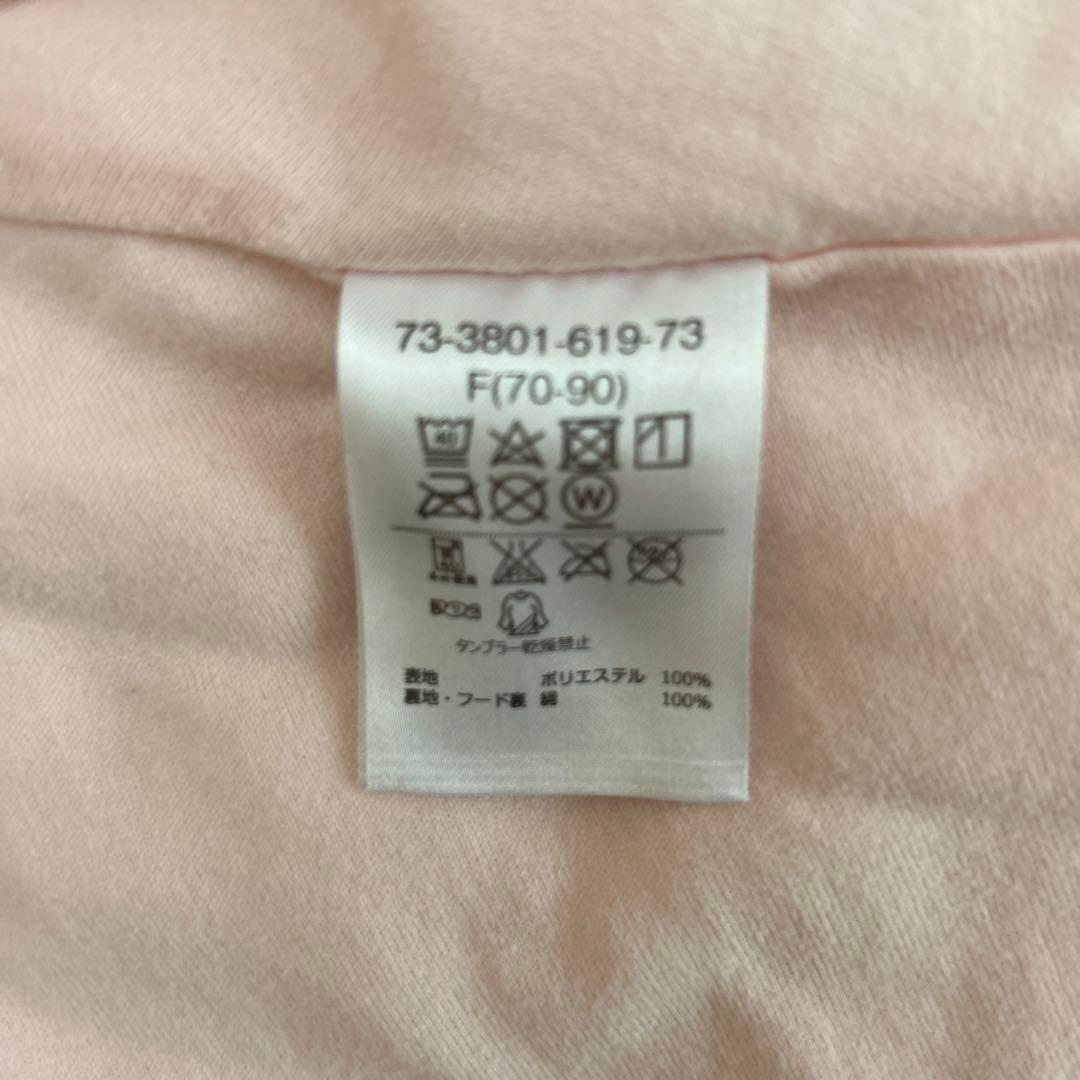 73-3801-619-73
F(70-90)
40
W
タンブラー乾燥禁止
表地 ポリエステル 100%
裏地・フード裏 綿 100%